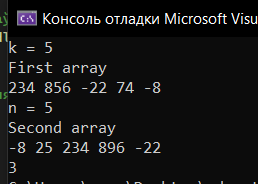 Консоль отладки Microsoft Visu
k = 5
First array
234 856 -22 74 -8
n = 5
Second array
-8 25 234 896 -22
3